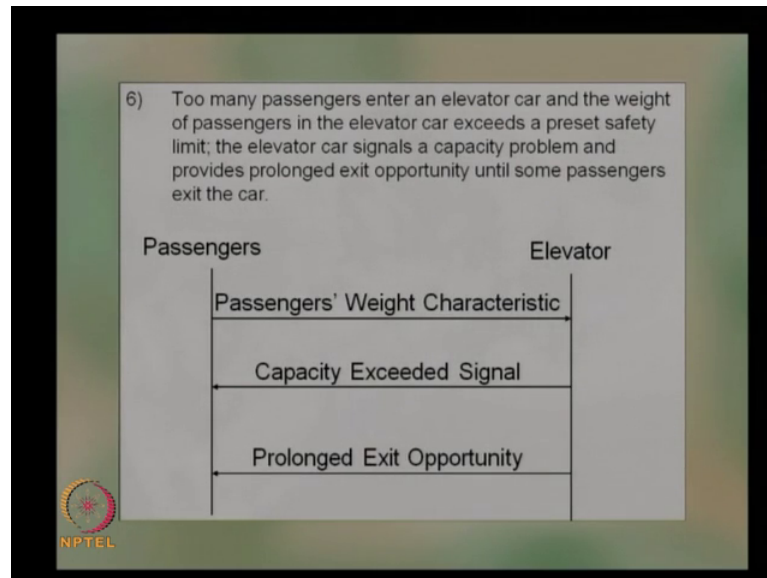 6) Too many passengers enter an elevator car and the weight
of passengers in the elevator car exceeds a preset safety
limit; the elevator car signals a capacity problem and
provides prolonged exit opportunity until some passengers
exit the car.
Passengers
Elevator
Passengers' Weight Characteristic
Capacity Exceeded Signal
Prolonged Exit Opportunity
NPTEL